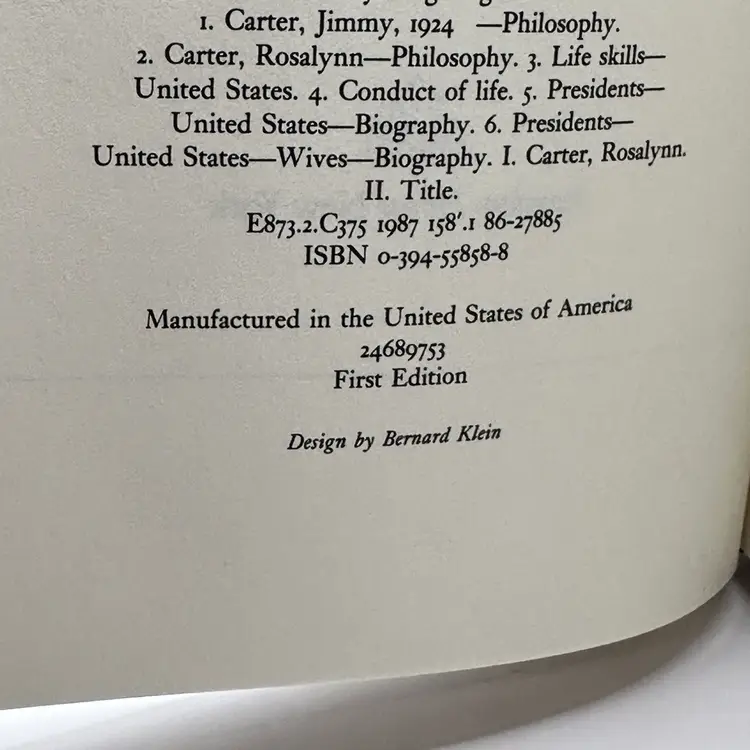 1. Carter, Jimmy, 1924 —Philosophy.
2. Carter, Rosalynn—Philosophy. 3. Life skills—
United States. 4. Conduct of life. 5. Presidents—
United States—Biography. 6. Presidents—
United States—Wives—Biography. I. Carter, Rosalynn.
II. Title.
E873.2.C375 1987 158'.1 86-27885
ISBN 0-394-55858-8
Manufactured in the United States of America
24689753
First Edition
Design by Bernard Klein